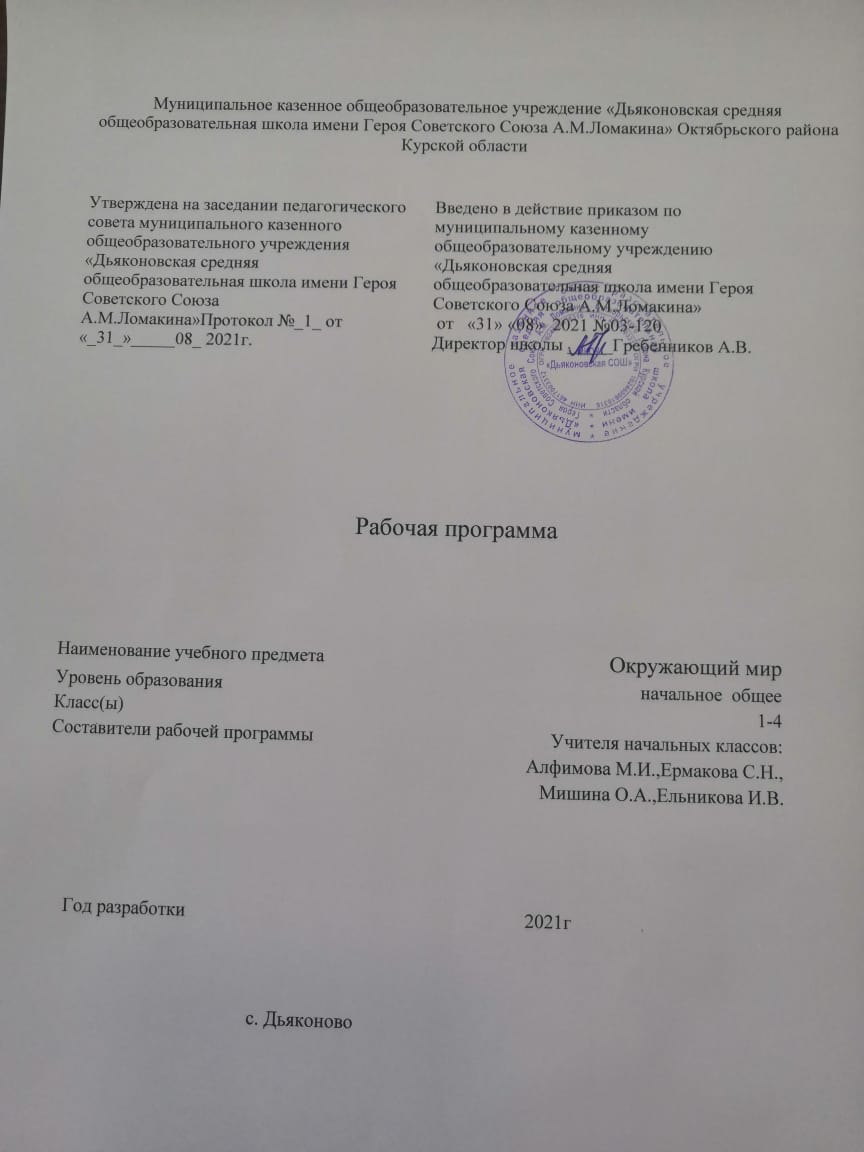 Муниципальное казенное общеобразовательное учреждение «Дьяконовская средняя
общеобразовательная школа имени Героя Советского Союза А.М.Ломакина» Октябрьского района
Курской области
Утверждена на заседании педагогического
совета муниципального казенного
общеобразовательного учреждения
«Дьяконовская средняя
общеобразовательная школа имени Героя
Советского Союза
А.М.Ломакина»Протокол №_1_ от
«_31_»_____08_ 2021г.
Введено в действие приказом по
муниципальному казенному
общеобразовательному учреждению
«Дьяконовская средняя
общеобразовательная школа имени Героя
Советского Союза А.М.Ломакина»
от «31» «08» 2021 №03-120
Директор школы Гребенников А.В.
«Дьяконовская СОШ»
Рабочая программа
Наименование учебного предмета
Окружающий мир
Уровень образования
начальное общее
Класс(ы)
1-4
Составители рабочей программы
Учителя начальных классов:
Алфимова М.И.,Ермакова С.Н.,
Мишина О.А.,Ельникова И.В.
Год разработки
2021г
с. Дьяконово